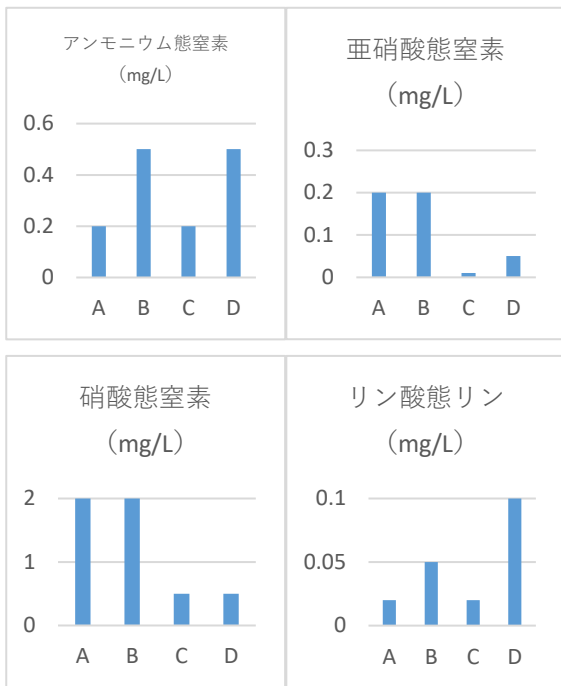 アンモニウム態窒素
（mg/L）
0.6
0.4
0.2
0
A B C D
亜硝酸態窒素
（mg/L）
0.3
0.2
0.1
0
A B C D
硝酸態窒素
（mg/L）
2
1
0
A B C D
リン酸態リン
（mg/L）
0.1
0.05
0
A B C D